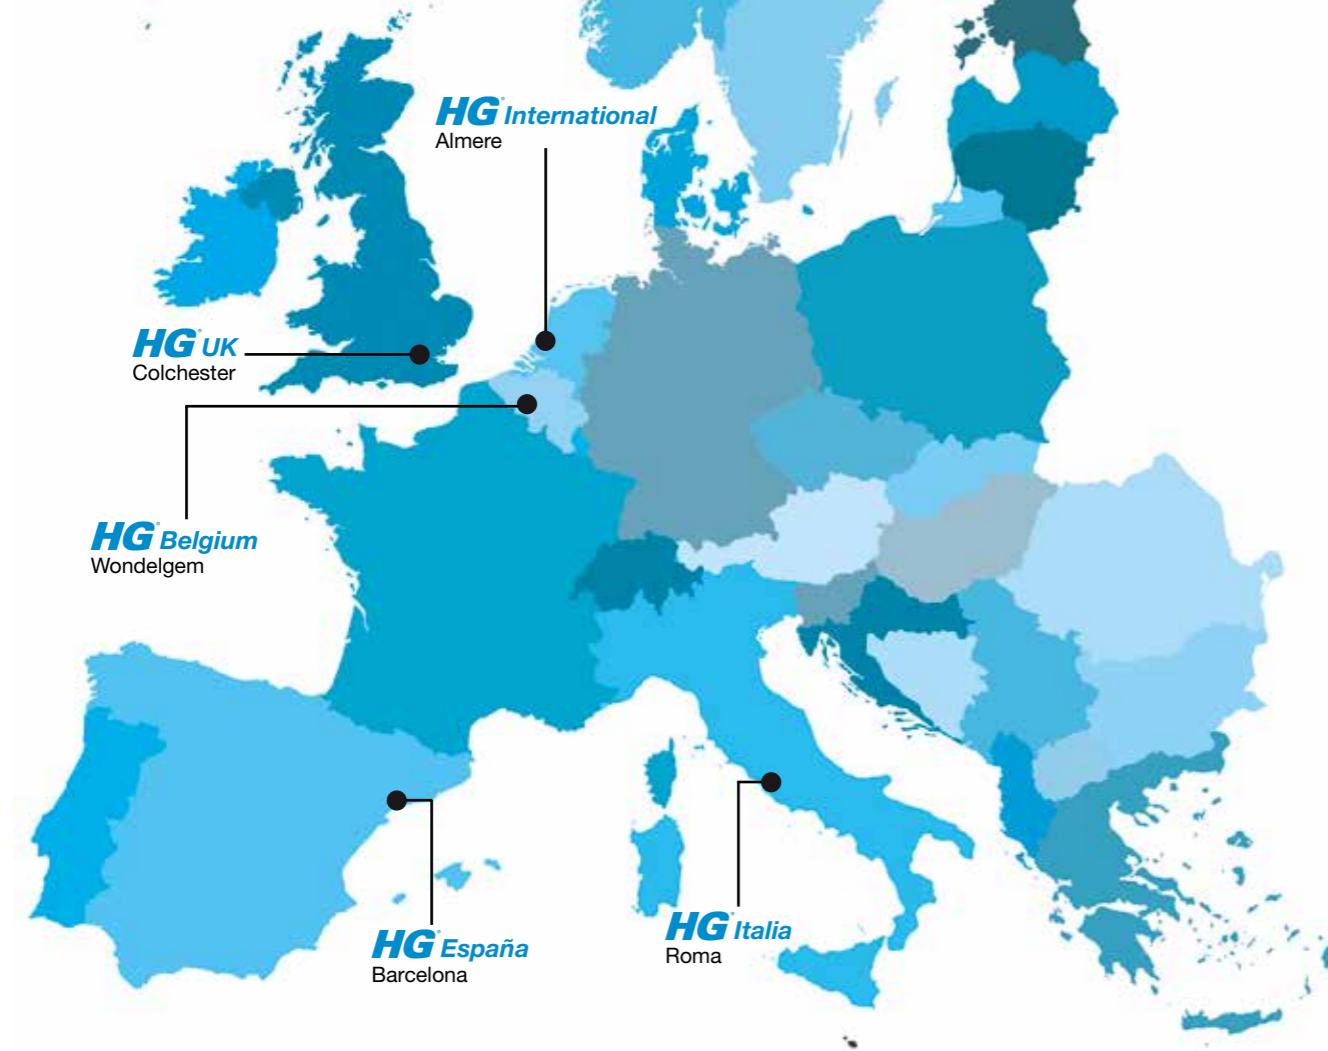 HG International
Almere
HG UK
Colchester
HG Belgium
Wondelgem
HG España
Barcelona
HG Italia
Roma